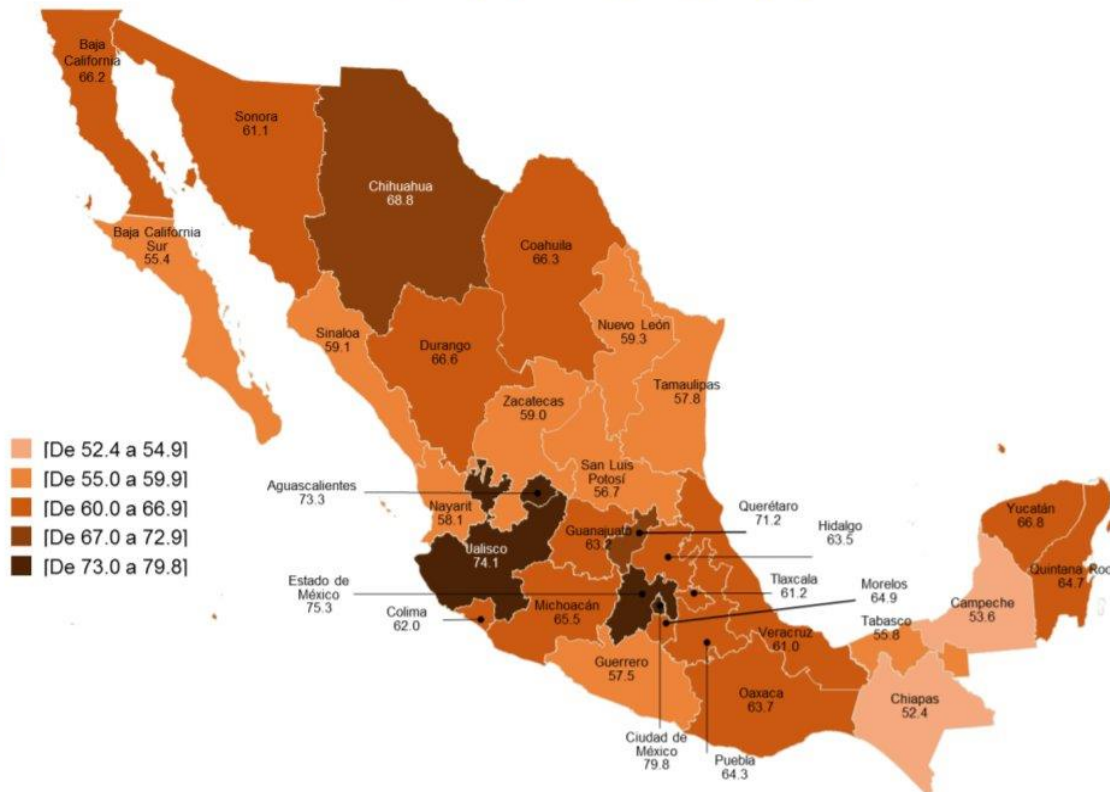 Baja
California
66.2
Sonora
61.1
Chihuahua
68.8
Coahuila
66.3
Baja California
Sur
55.4
Sinaloa
59.1
Durango
66.6
Nuevo León
59.3
Tamaulipas
57.8
Zacatecas
59.0
San Luis
Potosí
56.7
[De 52.4 a 54.9]
[De 55.0 a 59.9]
[De 60.0 a 66.9]
[De 67.0 a 72.9]
[De 73.0 a 79.8]
Aguascalientes
73.3
Nayarit
58.1
Jalisco
74.1
Guanajuato
63.2
Querétaro
71.2
Hidalgo
63.5
Estado de
México
75.3
Colima
62.0
Michoacán
65.5
Tlaxcala
61.2
Morelos
64.9
Yucatán
66.8
Quintana Roo
64.7
Campeche
53.6
Tabasco
55.8
Veracruz
61.0
Guerrero
57.5
Oaxaca
63.7
Chiapas
52.4
Ciudad de
México
79.8
Puebla
64.3